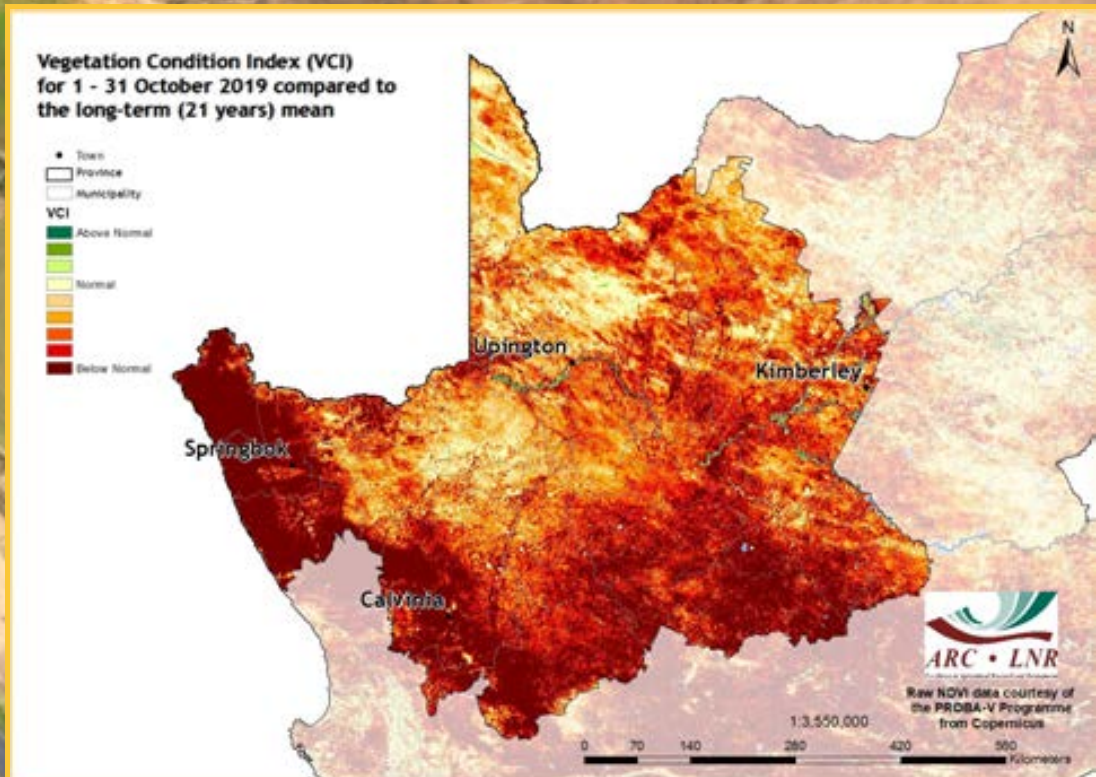 Vegetation Condition Index (VCI)
for 1 - 31 October 2019 compared to
the long-term (21 years) mean
N
Town
Province
Municipality
VCI
Above Normal
Normal
Below Normal
Upington
Kimberley
Springbok
Calvinia
ARC • LNR
Raw NDVI data courtesy of
the PROBA-V Programme
from Copernicus
1:3,550,000
0 70 140 280 420 560
Kilometers